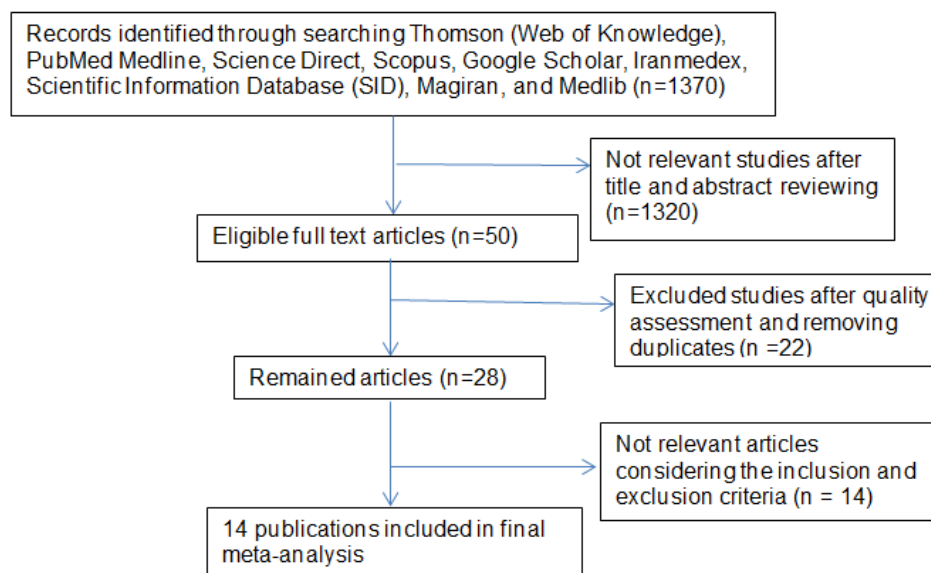 Records identified through searching Thomson (Web of Knowledge),
PubMed Medline, Science Direct, Scopus, Google Scholar, Iranmedex,
Scientific Information Database (SID), Magiran, and Medlib (n=1370)
Not relevant studies after
title and abstract reviewing
(n=1320)
Eligible full text articles (n=50)
Excluded studies after quality
assessment and removing
duplicates (n =22)
Remained articles (n=28)
Not relevant articles
considering the inclusion and
exclusion criteria (n = 14)
14 publications included in final
meta-analysis